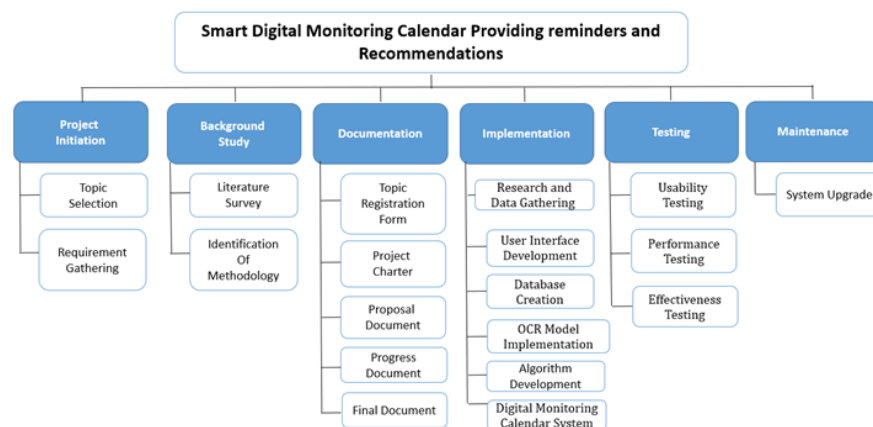 Smart Digital Monitoring Calendar Providing reminders and
Recommendations
Project
Initiation
Background
Study
Documentation
Implementation
Testing
Maintenance
Topic
Selection
Requirement
Gathering
Literature
Survey
Identification
Of
Methodology
Topic
Registration
Form
Project
Charter
Proposal
Document
Progress
Document
Final Document
Research and
Data Gathering
User Interface
Development
Database
Creation
OCR Model
Implementation
Algorithm
Development
Digital Monitoring
Calendar System
Usability
Testing
Performance
Testing
Effectiveness
Testing
System Upgrade